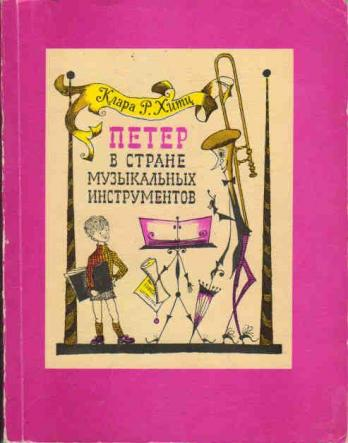 Клара Р. Хитц
ПЕТЕР
В СТРАНЕ
МУЗЫКАЛЬНЫХ
ИНСТРУМЕНТОВ